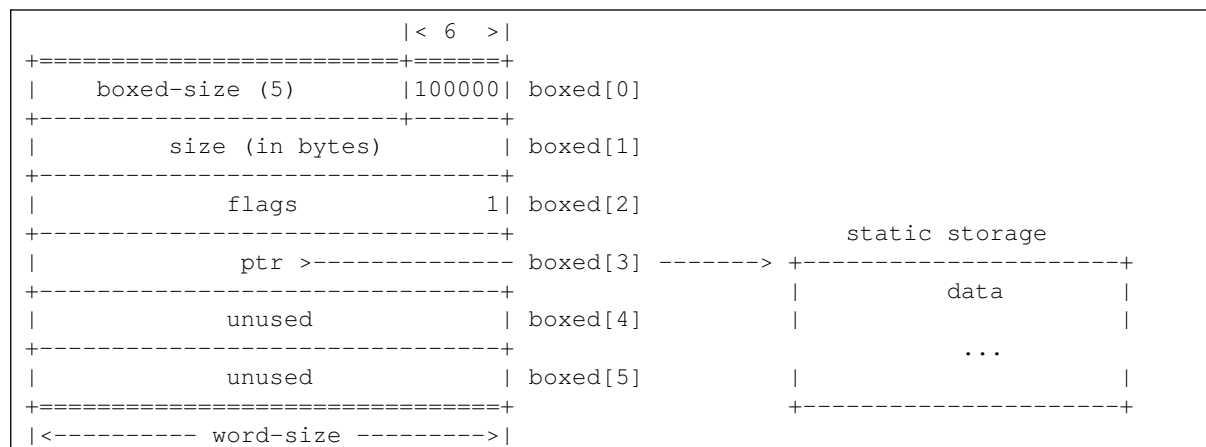 |< 6  >|
+=========================+======+
|    boxed-size (5)       |100000| boxed[0]
+-------------------------+------+
|         size (in bytes)        | boxed[1]
+--------------------------------+
|             flags             1| boxed[2]
+--------------------------------+                       static storage
|              ptr >-------------- boxed[3] -------> +----------------------+
+--------------------------------+                   |          data        |
|             unused             | boxed[4]          |                      |
+--------------------------------+                              ...
|             unused             | boxed[5]          |                      |
+================================+                   +----------------------+
|<---------- word-size --------->|